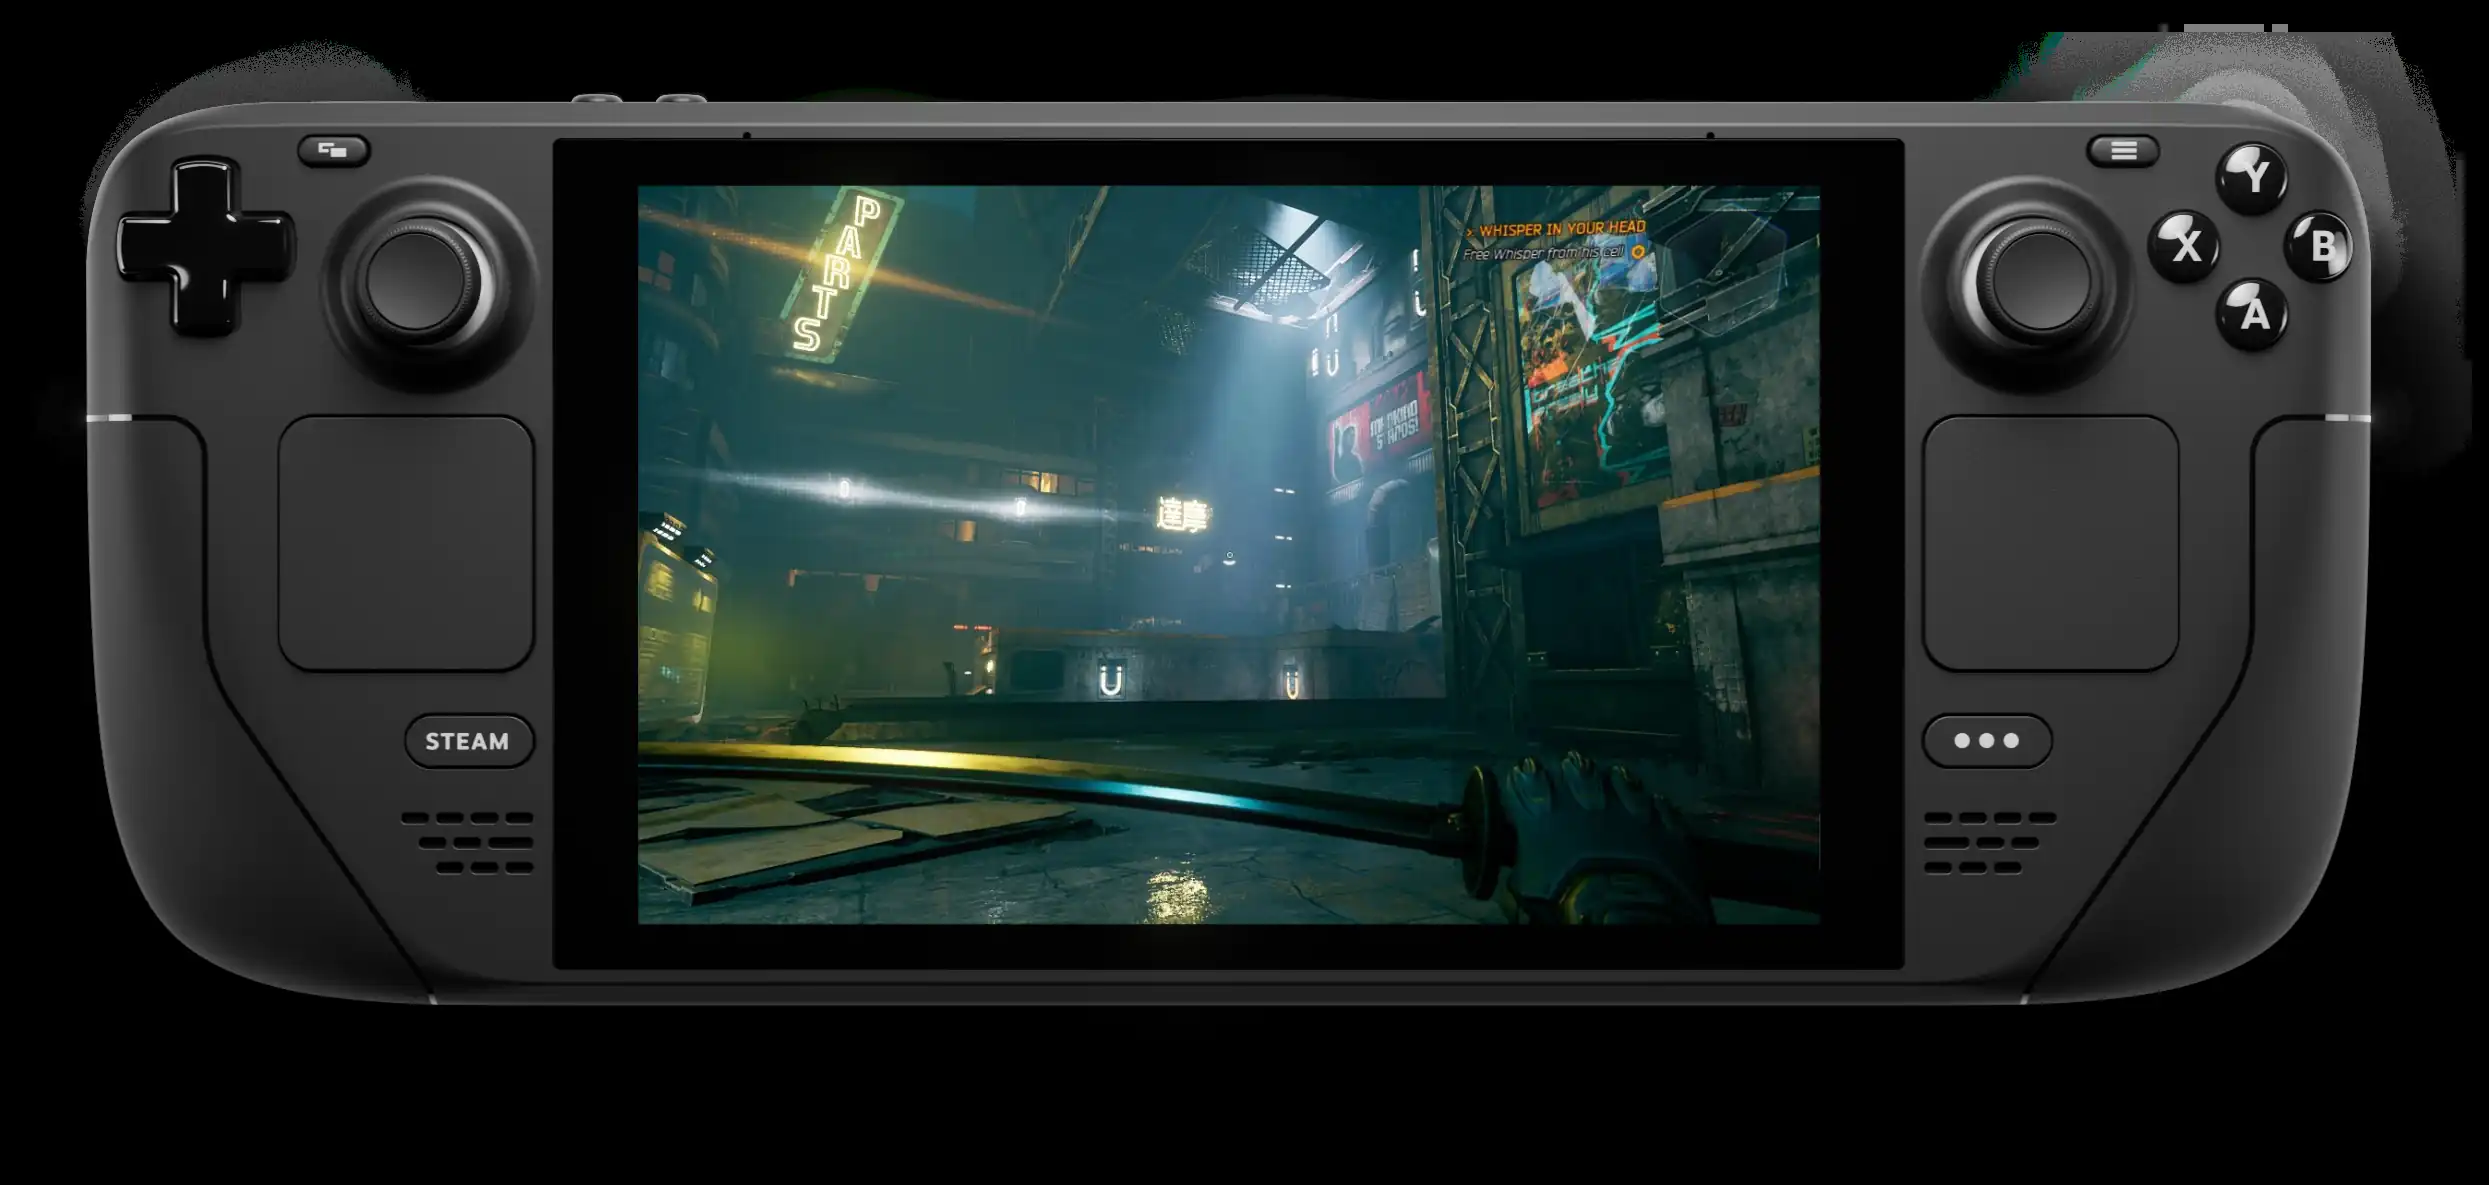 PARTS
> WHISPER IN YOUR HEAD
Free Whisper from his cell
達摩
STEAM
Y
X
B
A